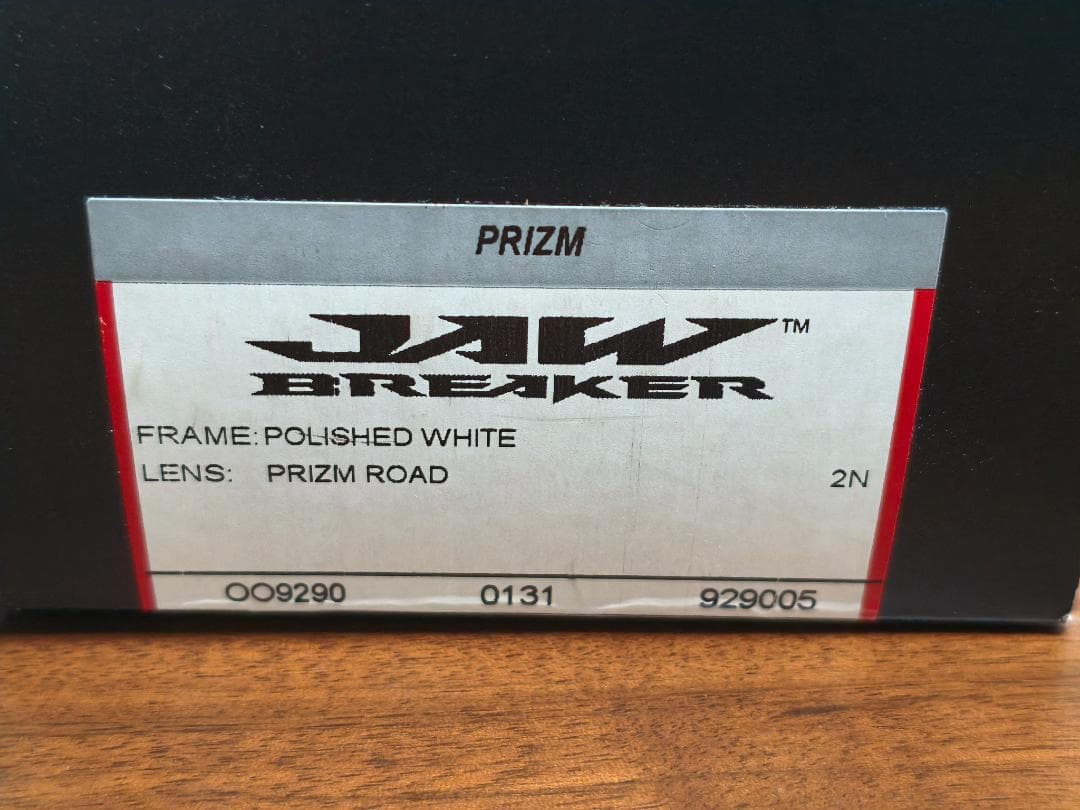 PRIZM
JAW™
BREAKER
FRAME: POLISHED WHITE
LENS: PRIZM ROAD 2N
OO9290 0131 929005